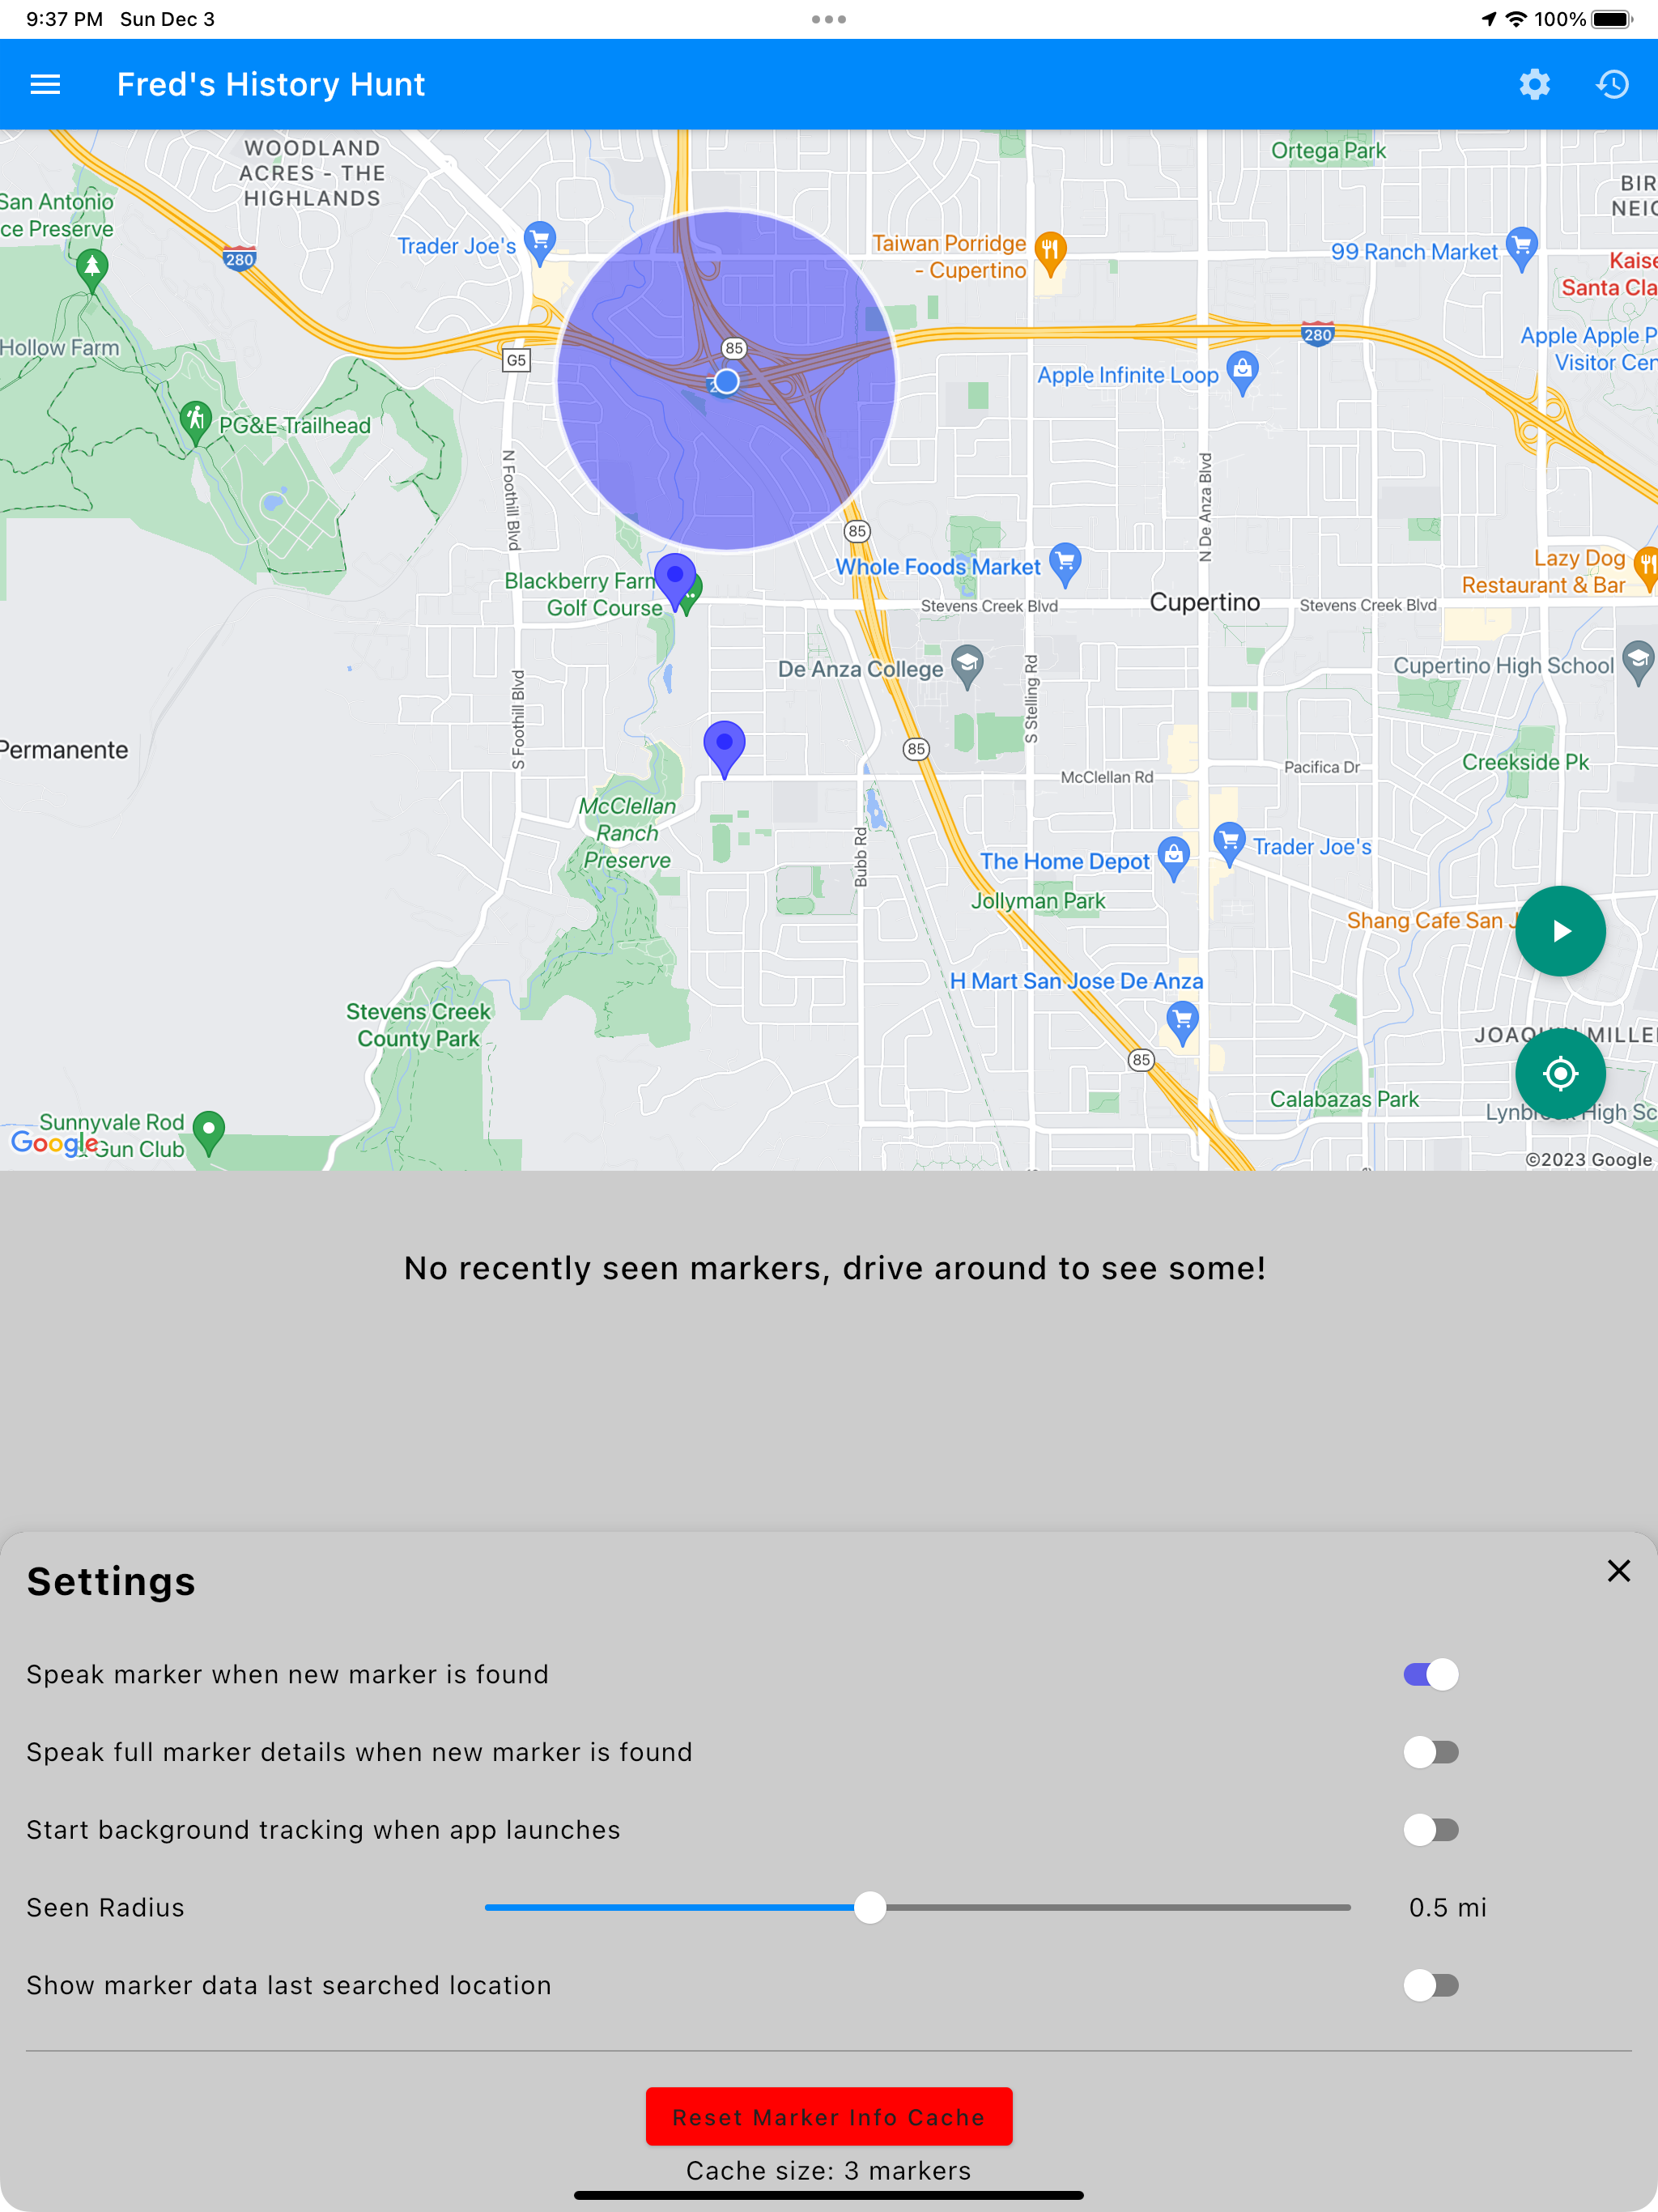 9:37 PM Sun Dec 3
100%
Fred's History Hunt
WOODLAND
ACRES - THE
HIGHLANDS
Ortega Park
San Antonio
ce Preserve
BIR
NEIG
Trader Joe's
Taiwan Porridge
- Cupertino
99 Ranch Market
280
Kaise
Santa Cla
Hollow Farm
G5
85
280
Apple Apple P
Visitor Cen
Apple Infinite Loop
PG&E Trailhead
N Foothill Blvd
N De Anza Blvd
85
Blackberry Farm
Golf Course
Whole Foods Market
Lazy Dog
Restaurant & Bar
Stevens Creek Blvd
Cupertino
Stevens Creek Blvd
De Anza College
Cupertino High School
S Foothill Blvd
S Stelling Rd
Permanente
85
McClellan Rd
Pacifica Dr
Creekside Pk
McClellan
Ranch
Preserve
Bubb Rd
The Home Depot
Trader Joe's
Jollyman Park
Shang Cafe San J
H Mart San Jose De Anza
Stevens Creek
County Park
85
Calabazas Park
Sunnyvale Rod
& Gun Club
Google
©2023 Google
No recently seen markers, drive around to see some!
Settings
Speak marker when new marker is found
Speak full marker details when new marker is found
Start background tracking when app launches
Seen Radius
0.5 mi
Show marker data last searched location
Reset Marker Info Cache
Cache size: 3 markers